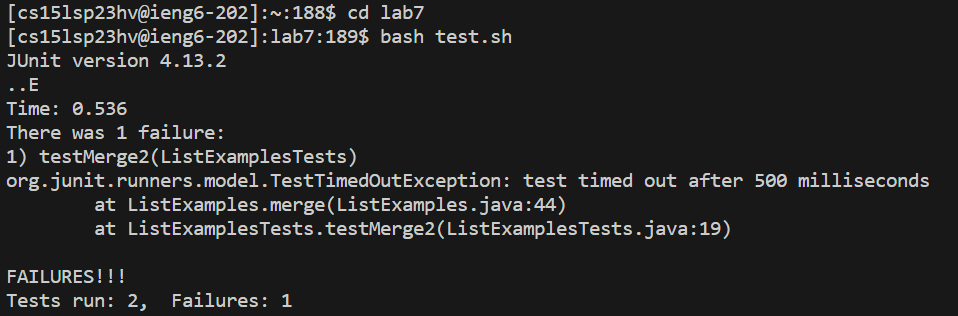 [cs15lsp23hv@ieng6-202]:~:188$ cd lab7
[cs15lsp23hv@ieng6-202]:lab7:189$ bash test.sh
JUnit version 4.13.2
..E
Time: 0.536
There was 1 failure:
1) testMerge2(ListExamplesTests)
org.junit.runners.model.TestTimedOutException: test timed out after 500 milliseconds
        at ListExamples.merge(ListExamples.java:44)
        at ListExamplesTests.testMerge2(ListExamplesTests.java:19)

FAILURES!!!
Tests run: 2,  Failures: 1